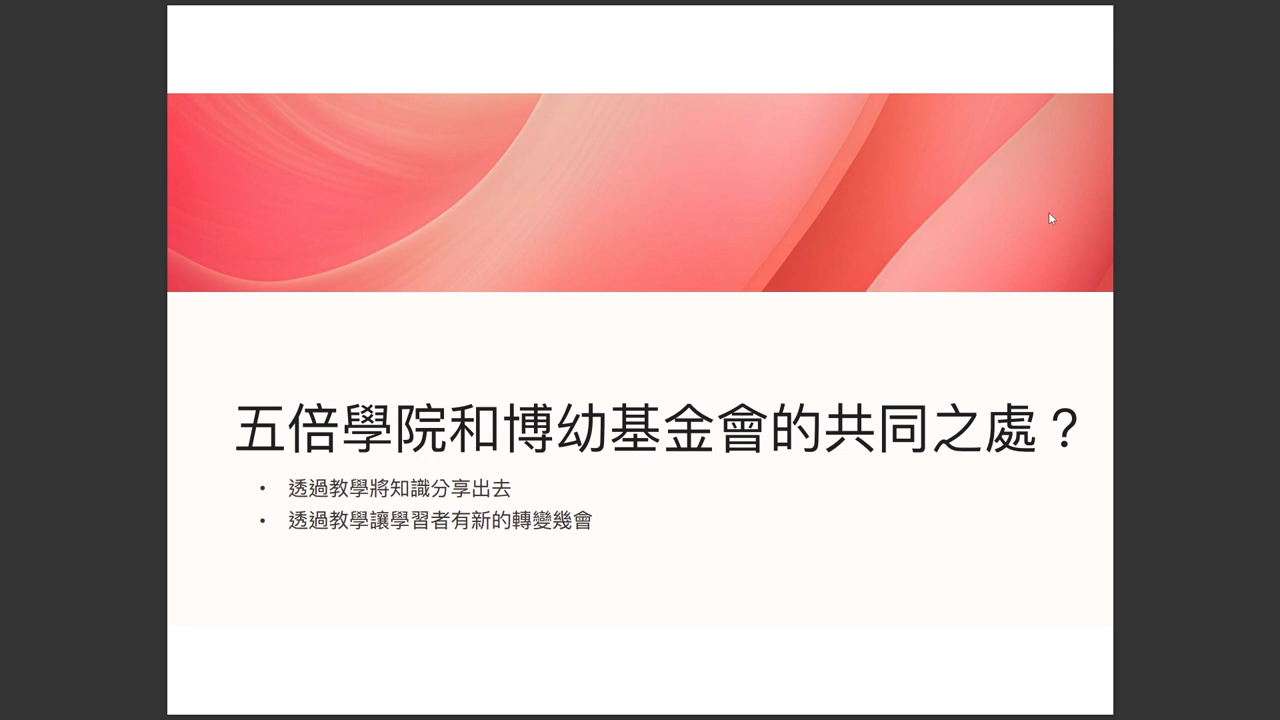 五倍學院和博幼基金會的共同之處？
• 透過教學將知識分享出去
• 透過教學讓學習者有新的轉變幾會